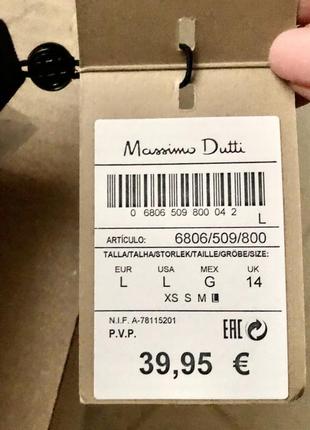 Massimo Dutti
0 6806 509 800 04 2
L
ARTÍCULO: 6806/509/800
TALLA/TALHA/STORLEK/TAILLE/GRÖBE/SIZE:
EUR USA MEX UK
L L G 14
XS S M L
N.I.F. A-78115201
P.V.P.
EAC
39,95 €